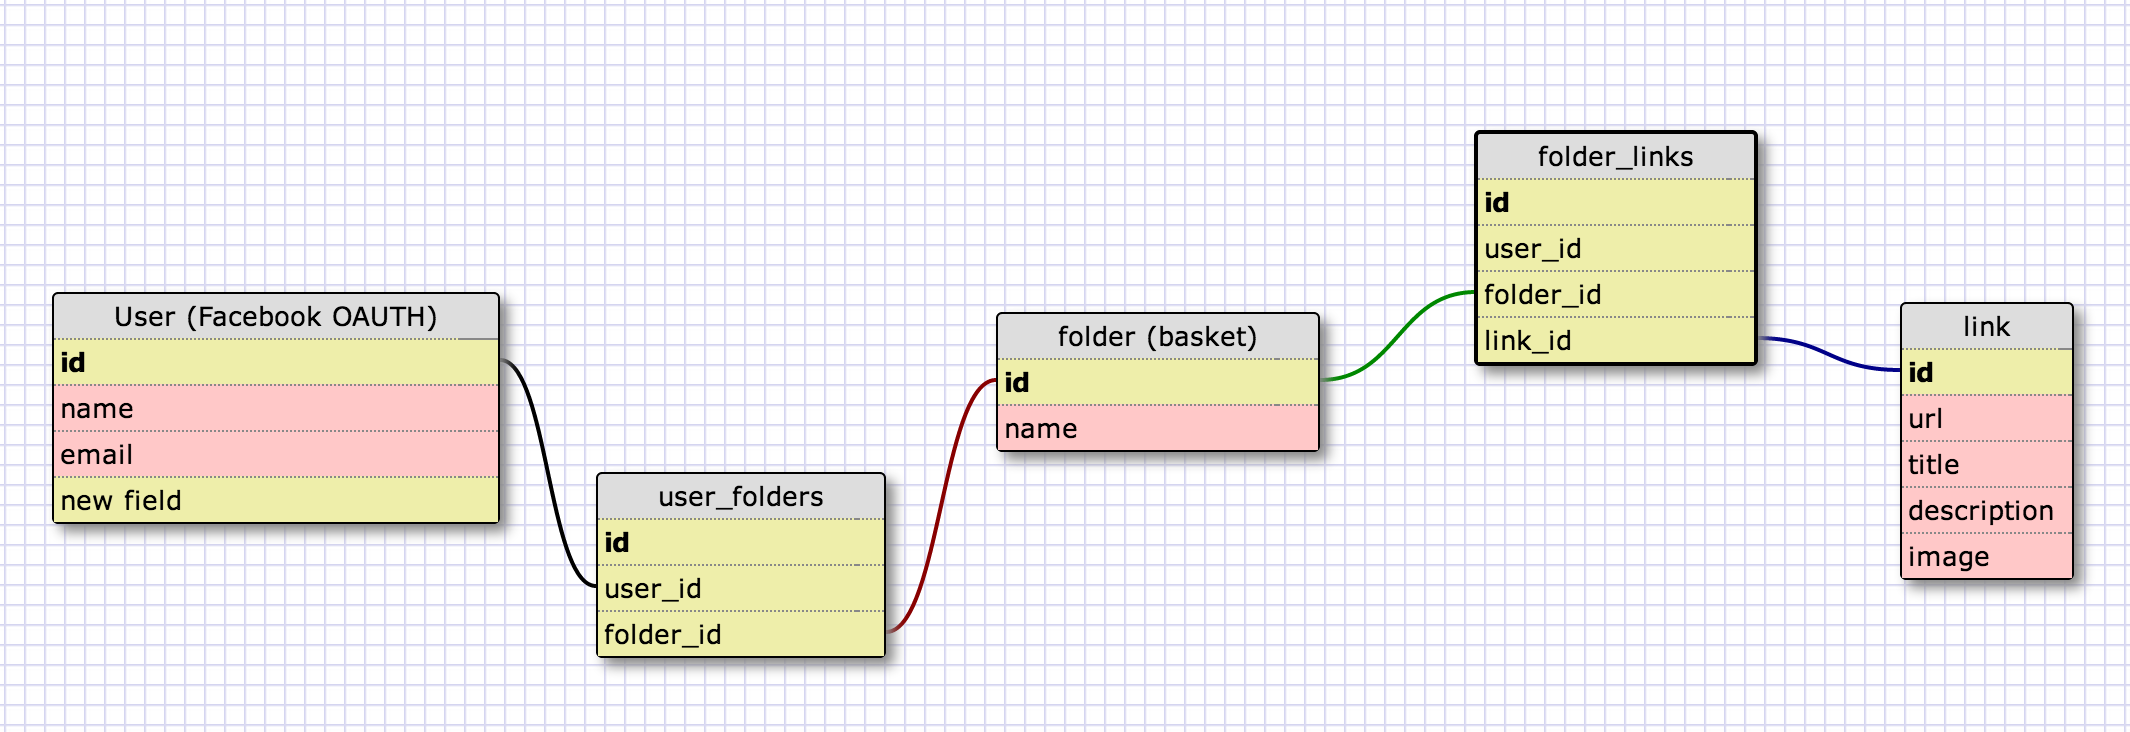 User (Facebook OAUTH)
id
name
email
new field
user_folders
id
user_id
folder_id
folder (basket)
id
name
folder_links
id
user_id
folder_id
link_id
link
id
url
title
description
image